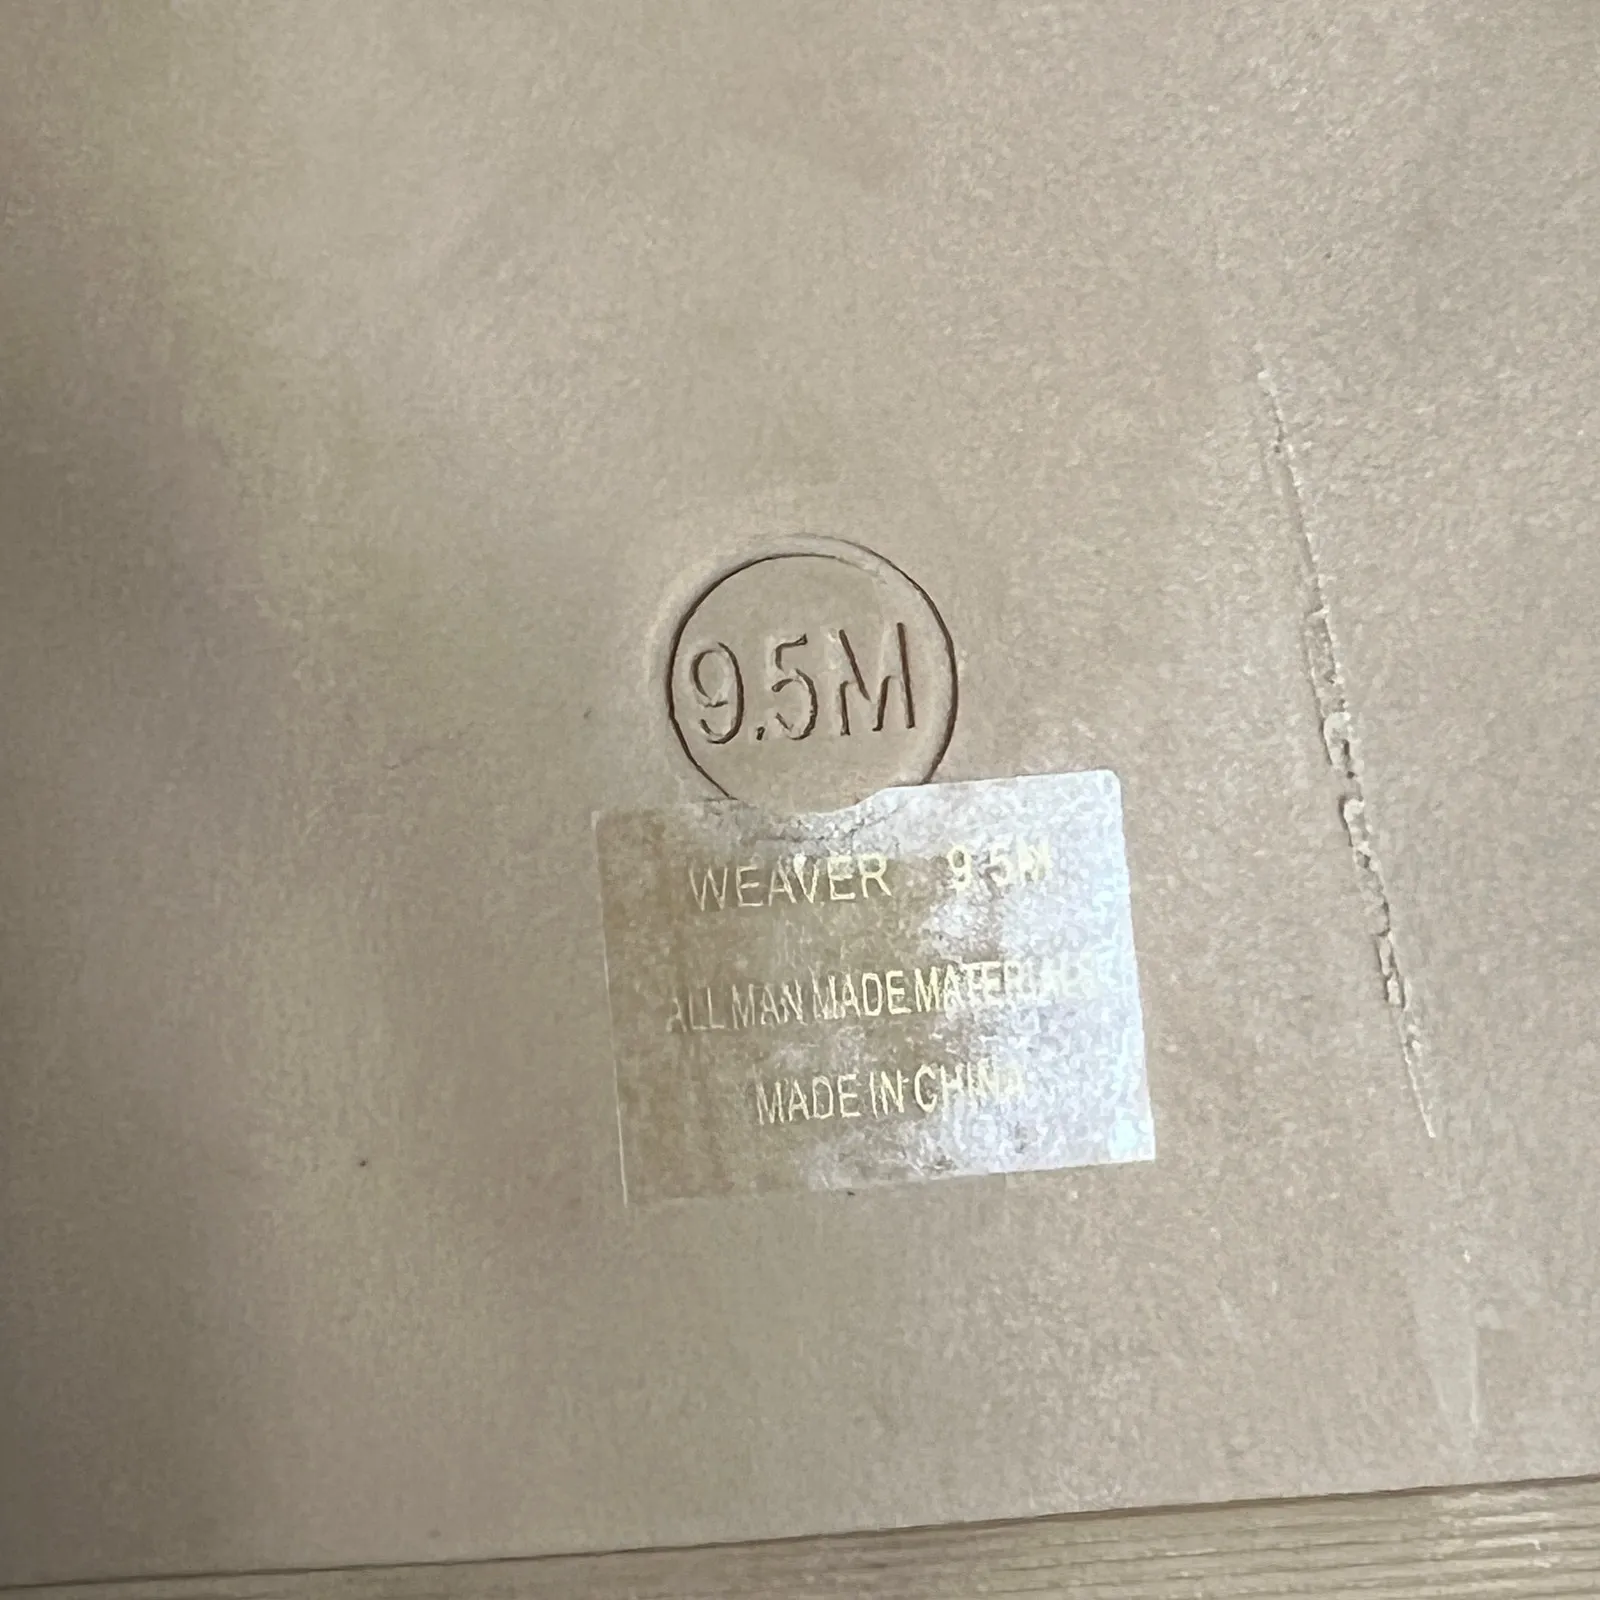 9.5M
WEAVER 9.5M
ALL MAN MADE MATERIALS
MADE IN CHINA